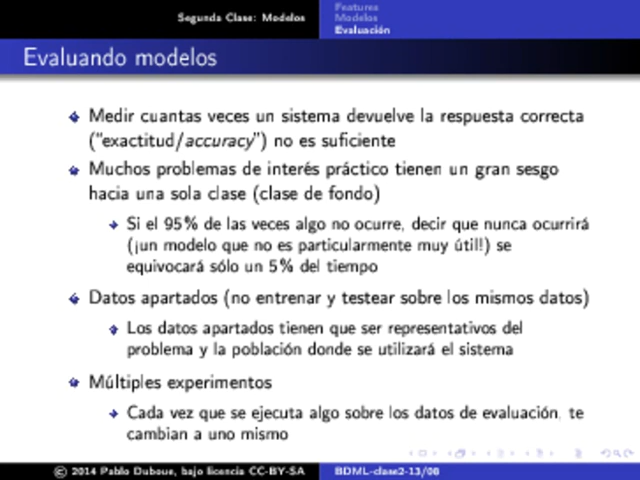 Segunda Clase: Modelos
Features
Modelos
Evaluación
Evaluando modelos
Medir cuantas veces un sistema devuelve la respuesta correcta
("exactitud/accuracy") no es suficiente
Muchos problemas de interés práctico tienen un gran sesgo
hacia una sola clase (clase de fondo)
Si el 95% de las veces algo no ocurre, decir que nunca ocurrirá
(¡un modelo que no es particularmente muy útil!) se
equivocará sólo un 5% del tiempo
Datos apartados (no entrenar y testear sobre los mismos datos)
Los datos apartados tienen que ser representativos del
problema y la población donde se utilizará el sistema
Múltiples experimentos
Cada vez que se ejecuta algo sobre los datos de evaluación, te
cambian a uno mismo
© 2014 Pablo Duboue, bajo licencia CC-BY-SA
BDML-clase2-13/08